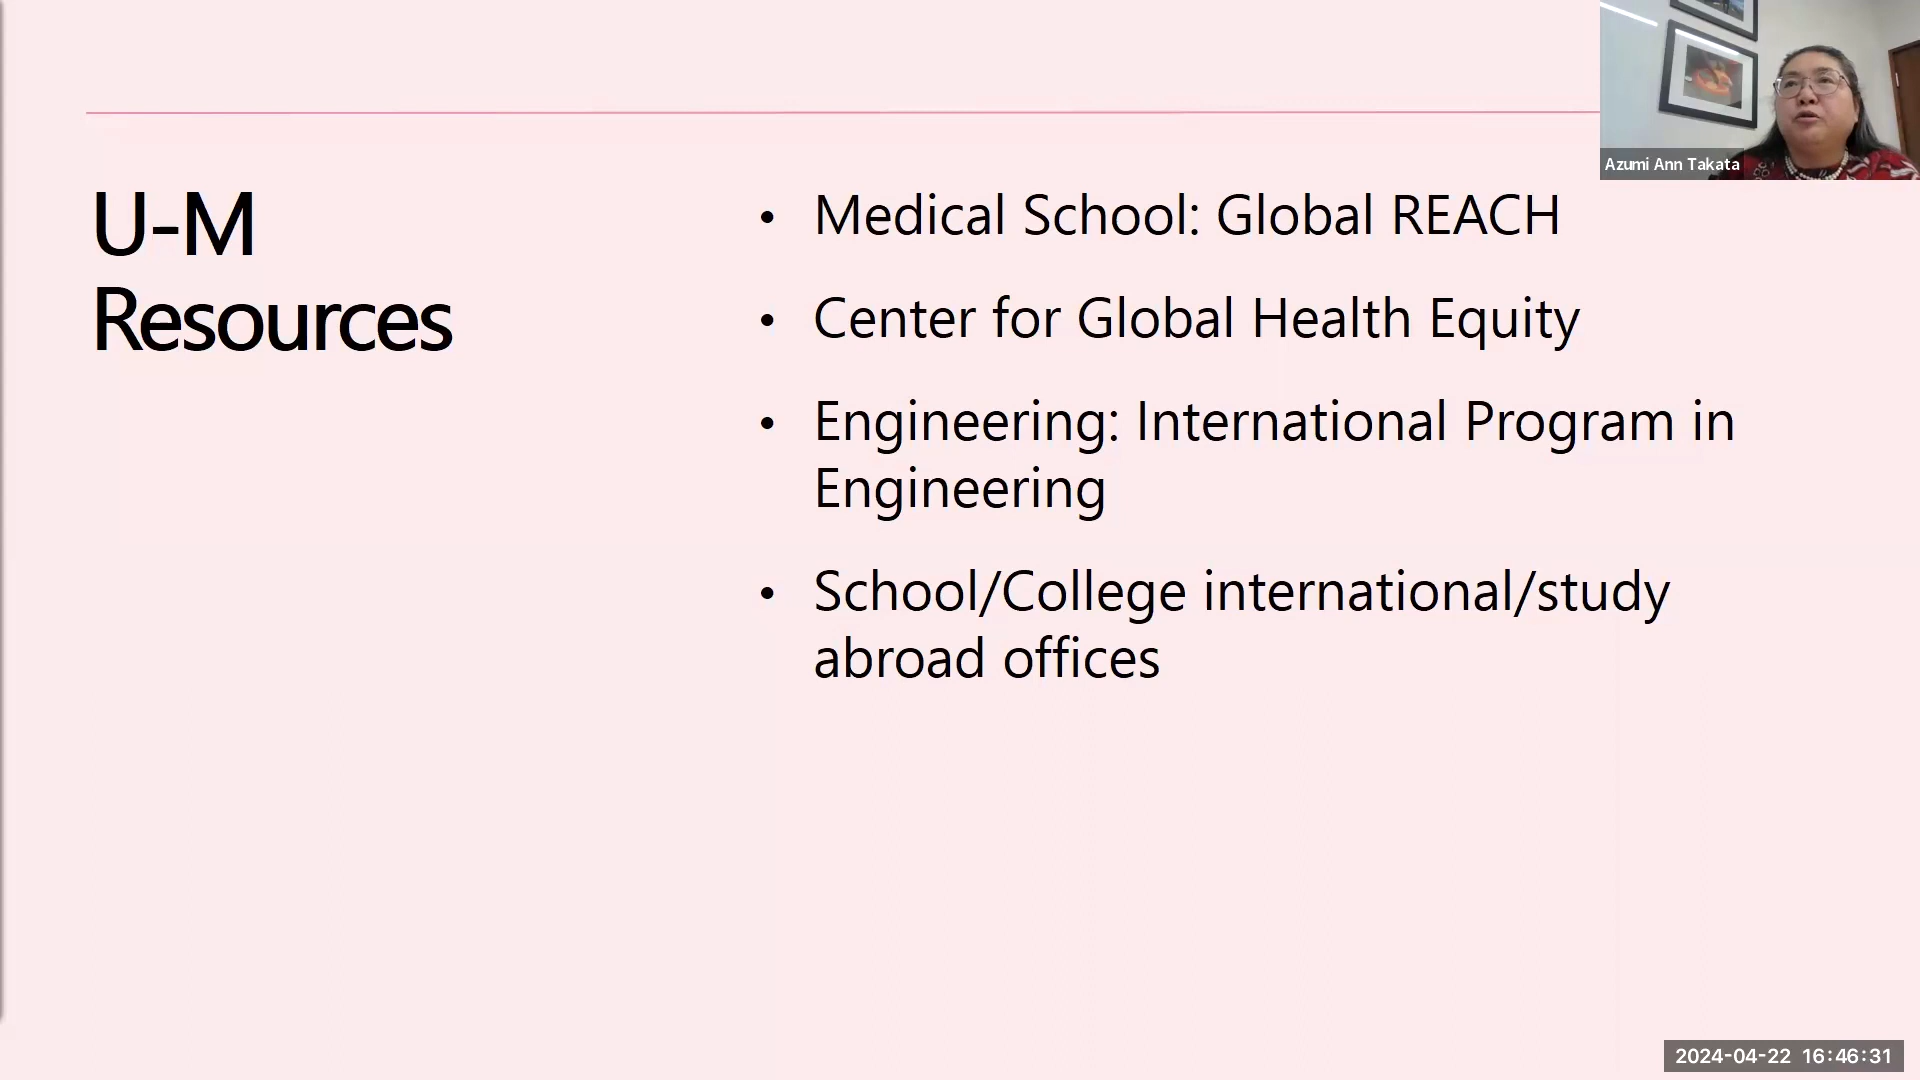 Azumi Ann Takata
U-M
Resources
• Medical School: Global REACH
• Center for Global Health Equity
• Engineering: International Program in
Engineering
• School/College international/study
abroad offices
2024-04-22 16:46:31